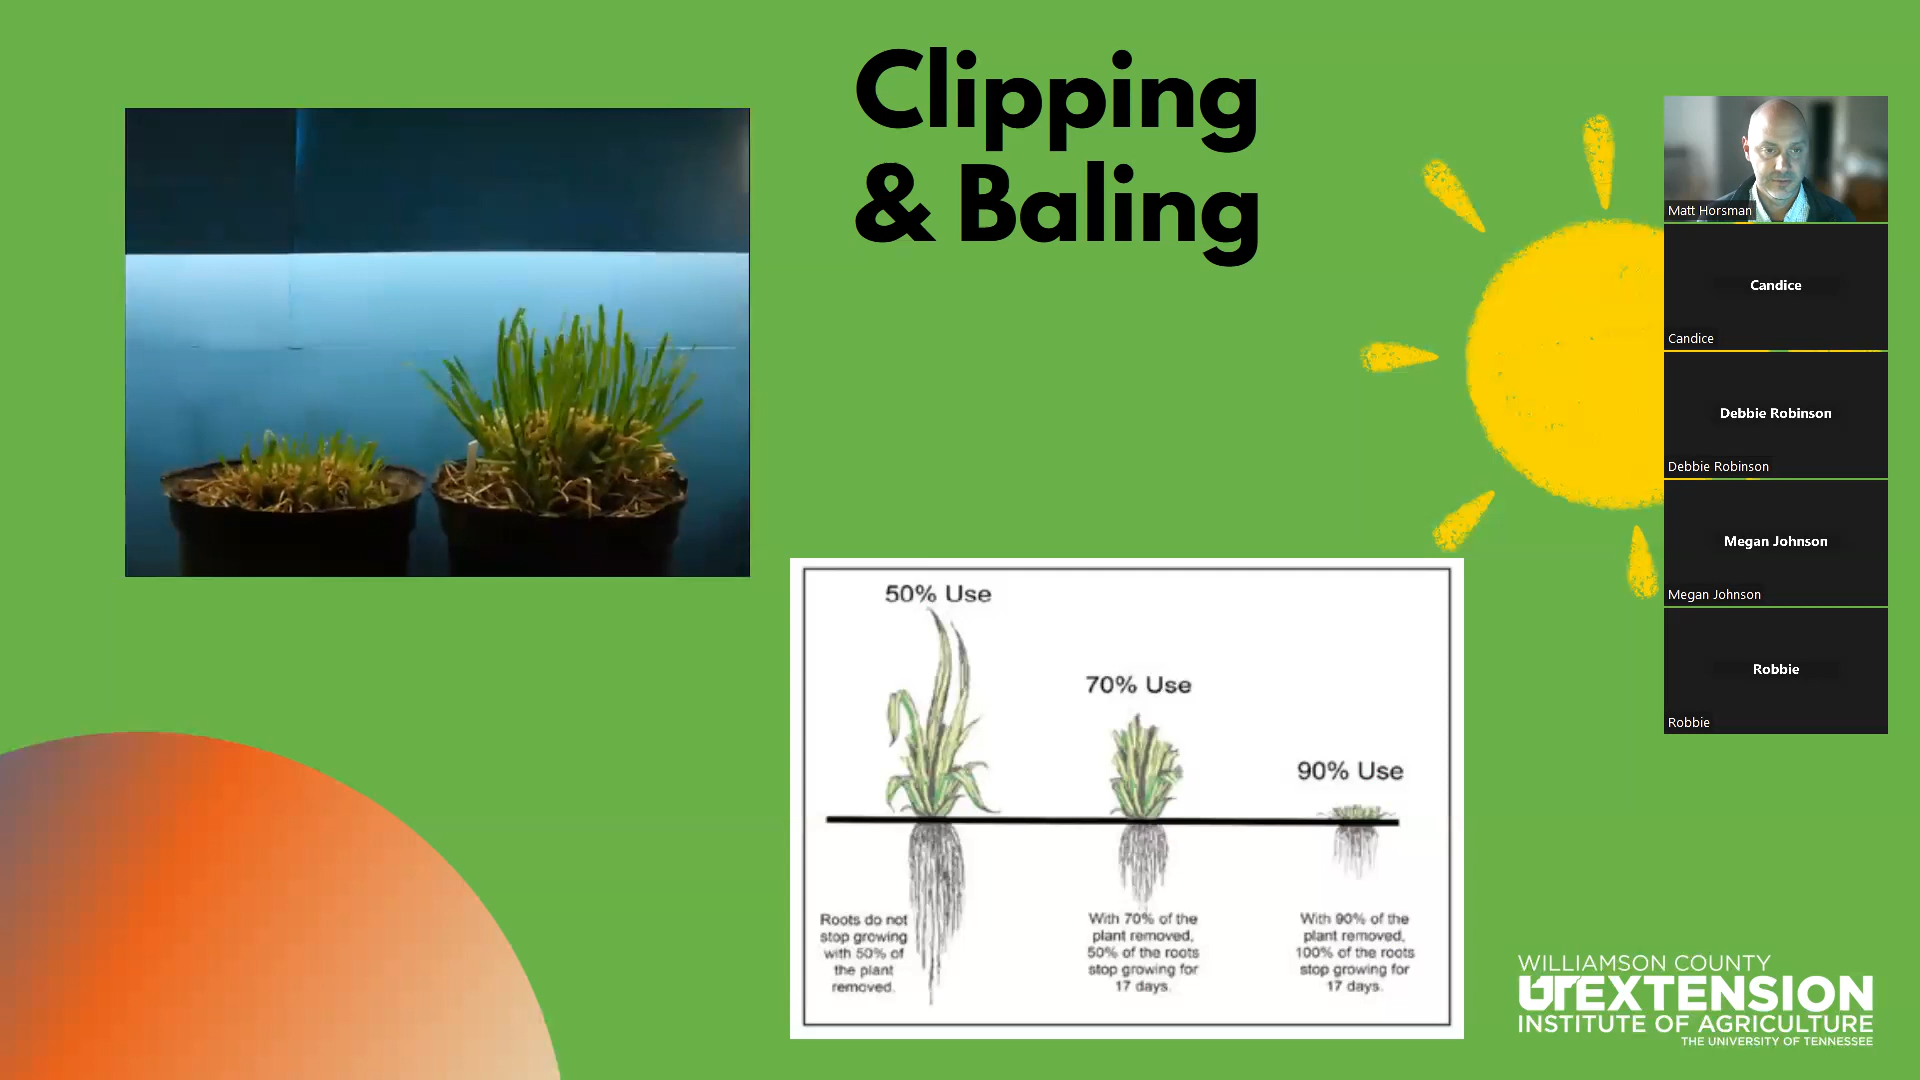 Clipping
& Baling
50% Use
70% Use
90% Use
Roots do not
stop growing
with 50% of
the plant
removed.
With 70% of the
plant removed,
50% of the roots
stop growing for
17 days.
With 90% of the
plant removed,
100% of the roots
stop growing for
17 days.
Matt Horsman
Candice
Candice
Debbie Robinson
Debbie Robinson
Megan Johnson
Megan Johnson
Robbie
Robbie
WILLIAMSON COUNTY
UT EXTENSION
INSTITUTE OF AGRICULTURE
THE UNIVERSITY OF TENNESSEE